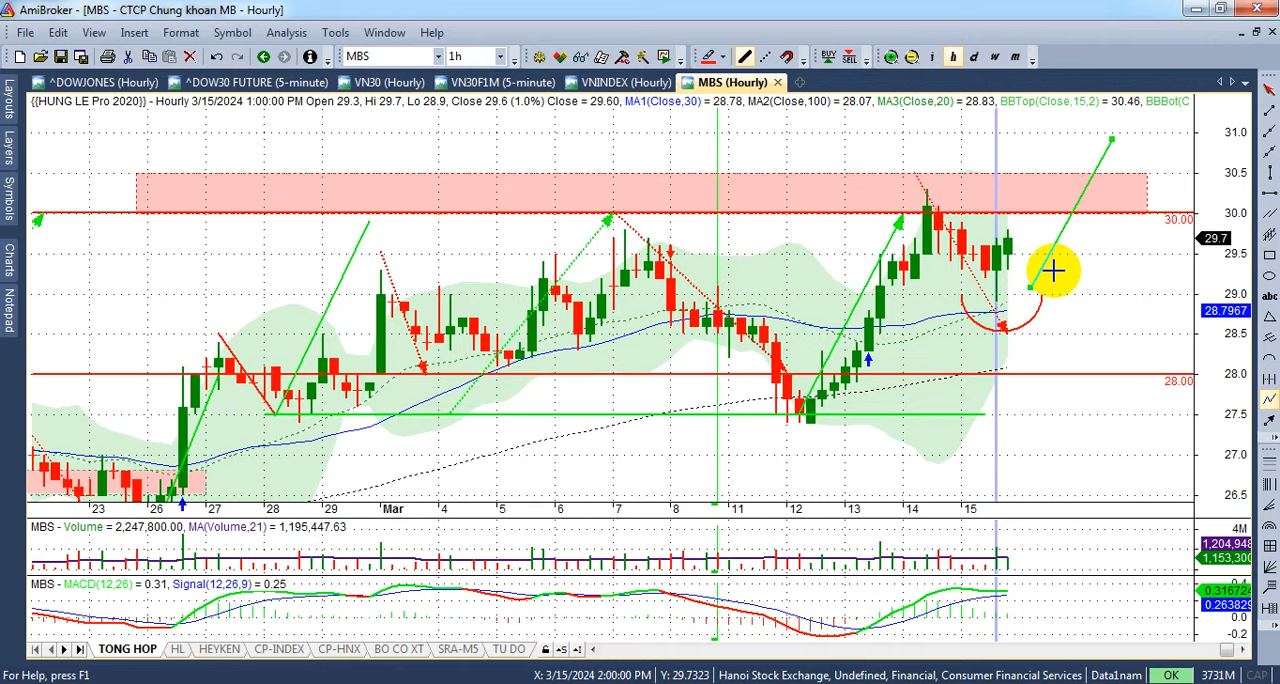 AmiBroker - [MBS - CTCP Chung khoan MB - Hourly]
File Edit View Insert Format Symbol Analysis Tools Window Help
MBS 1h BUY SELL i h d w m
^DOWJONES (Hourly) ^DOW30 FUTURE (5-minute) VN30 (Hourly) VN30F1M (5-minute) VNINDEX (Hourly) MBS (Hourly)
Layouts
Layers
Symbols
Charts
Notepad
{{HUNG LE Pro 2020}} - Hourly 3/15/2024 1:00:00 PM Open 29.3, Hi 29.7, Lo 28.9, Close 29.6 (1.0%) Close = 29.60, MA1(Close,30) = 28.78, MA2(Close,100) = 28.07, MA3(Close,20) = 28.83, BBTop(Close,15,2) = 30.46, BBBot(C
31.0
30.5
30.0
30.00
29.7
29.5
29.0
28.7967
28.5
28.0
28.00
27.5
27.0
26.5
abc
23 26 27 28 29 Mar 4 5 6 7 8 11 12 13 14 15
MBS - Volume = 2,247,800.00, MA(Volume,21) = 1,195,447.63
4M
1,204,948
1,153,300
MBS - MACD(12,26) = 0.31, Signal(12,26,9) = 0.25
0.316724
0.263829
0.0
-0.2
TONG HOP HL HEYKEN CP-INDEX CP-HNX BO CO XT SRA-M5 TU DO
For Help, press F1 X: 3/15/2024 2:00:00 PM Y: 29.7323 Hanoi Stock Exchange, Undefined, Financial, Consumer Financial Services Data1nam OK 3731M CAP